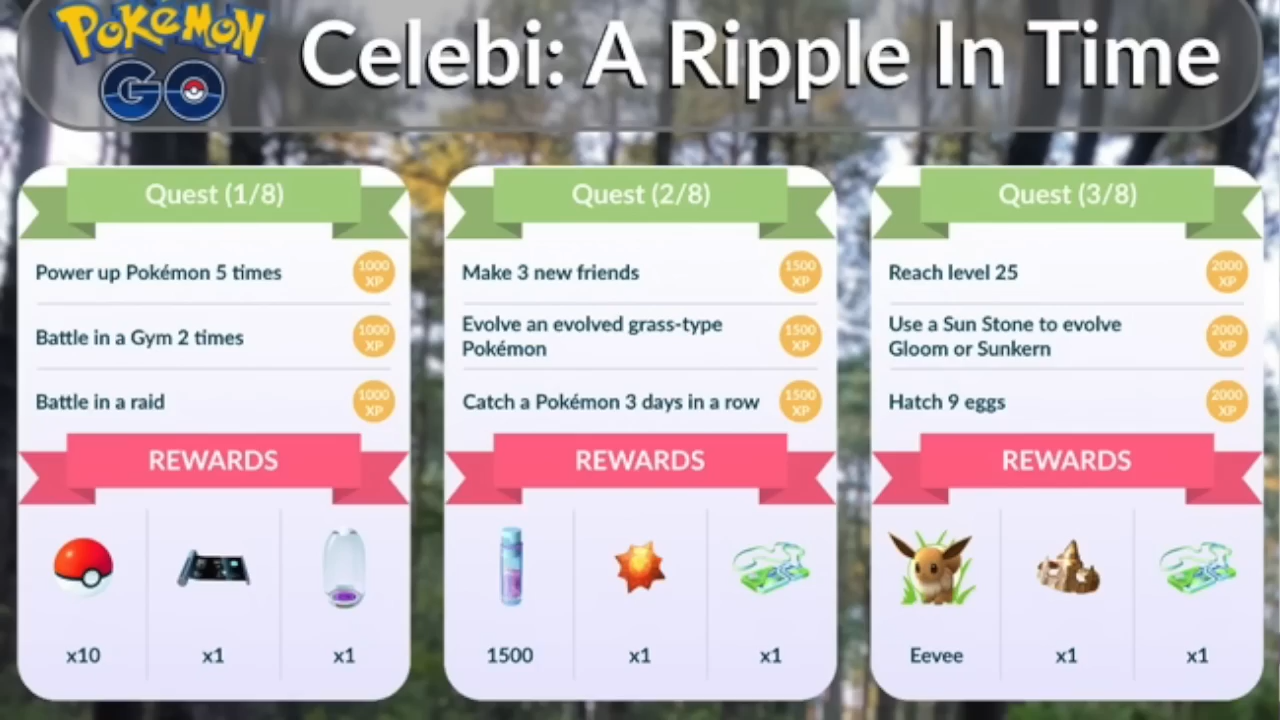 POKÉMON
GO
Celebi: A Ripple In Time
Quest (1/8)
Power up Pokémon 5 times
1000
XP
Battle in a Gym 2 times
1000
XP
Battle in a raid
1000
XP
REWARDS
x10
x1
x1
Quest (2/8)
Make 3 new friends
1500
XP
Evolve an evolved grass-type
Pokémon
1500
XP
Catch a Pokémon 3 days in a row
1500
XP
REWARDS
1500
x1
x1
Quest (3/8)
Reach level 25
2000
XP
Use a Sun Stone to evolve
Gloom or Sunkern
2000
XP
Hatch 9 eggs
2000
XP
REWARDS
Eevee
x1
x1